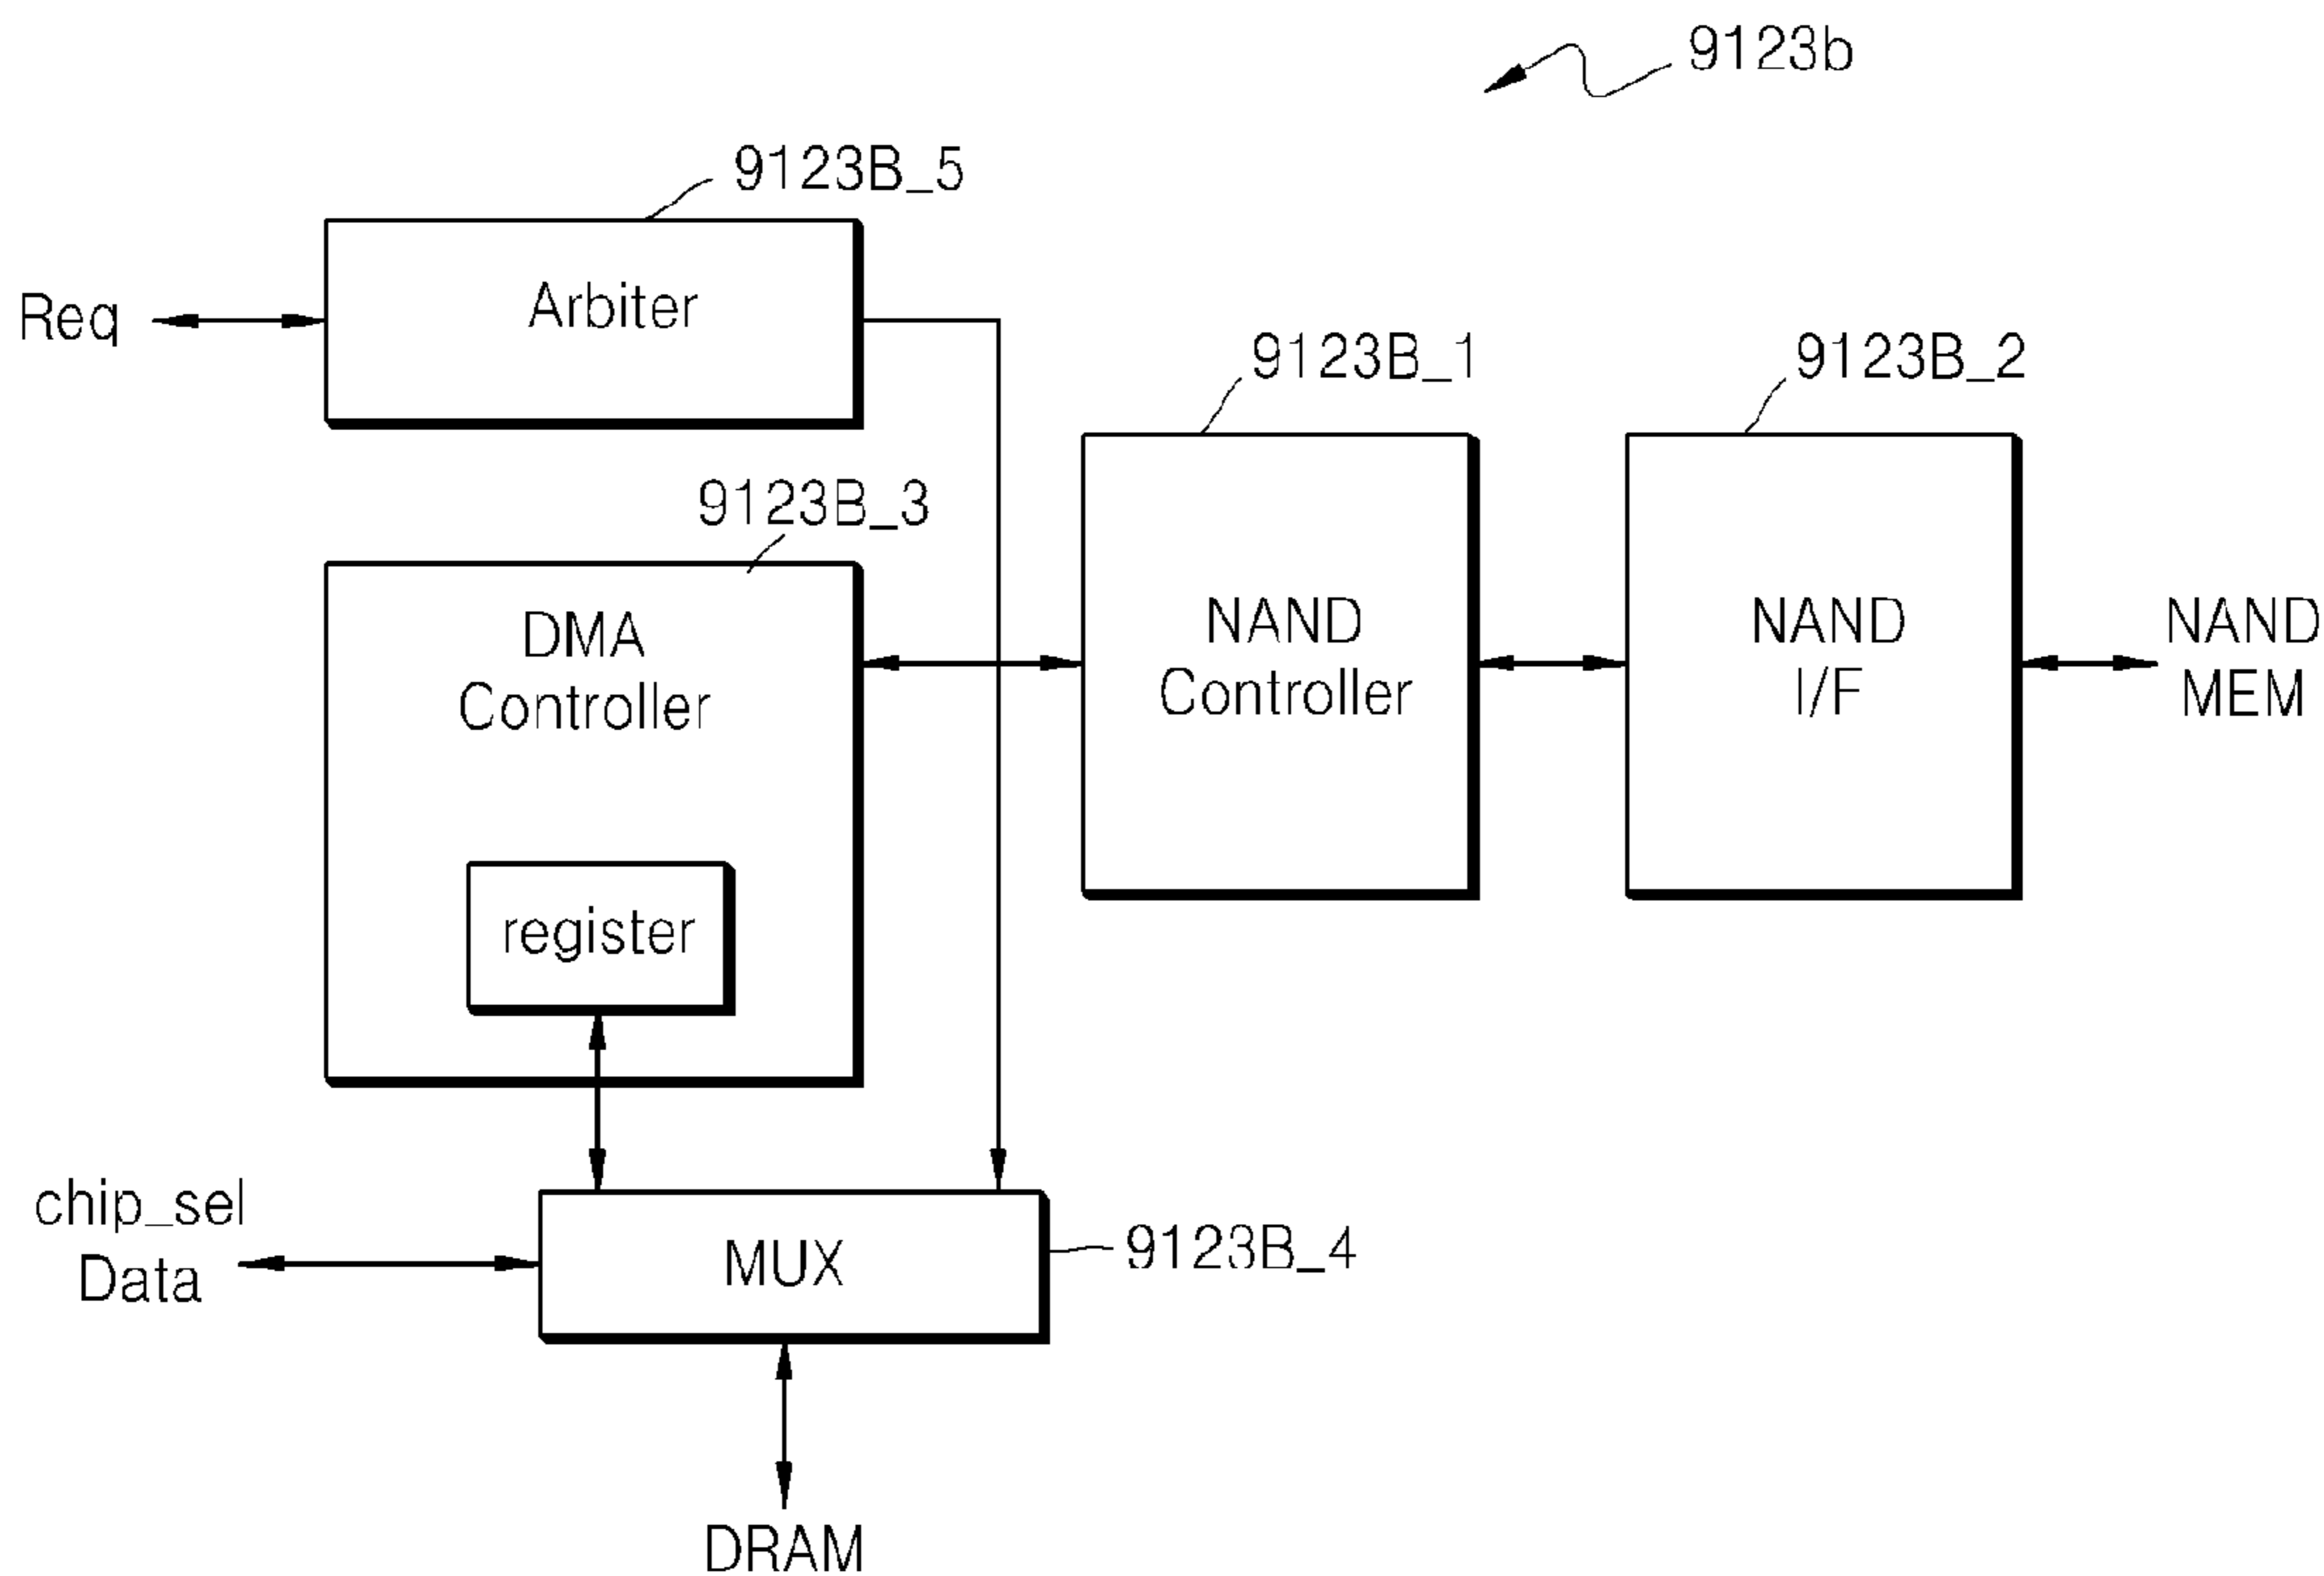 9123b
9123B_5
Req
Arbiter
9123B_1
9123B_2
9123B_3
DMA
Controller
NAND
Controller
NAND
I/F
NAND
MEM
register
chip_sel
Data
MUX
9123B_4
DRAM